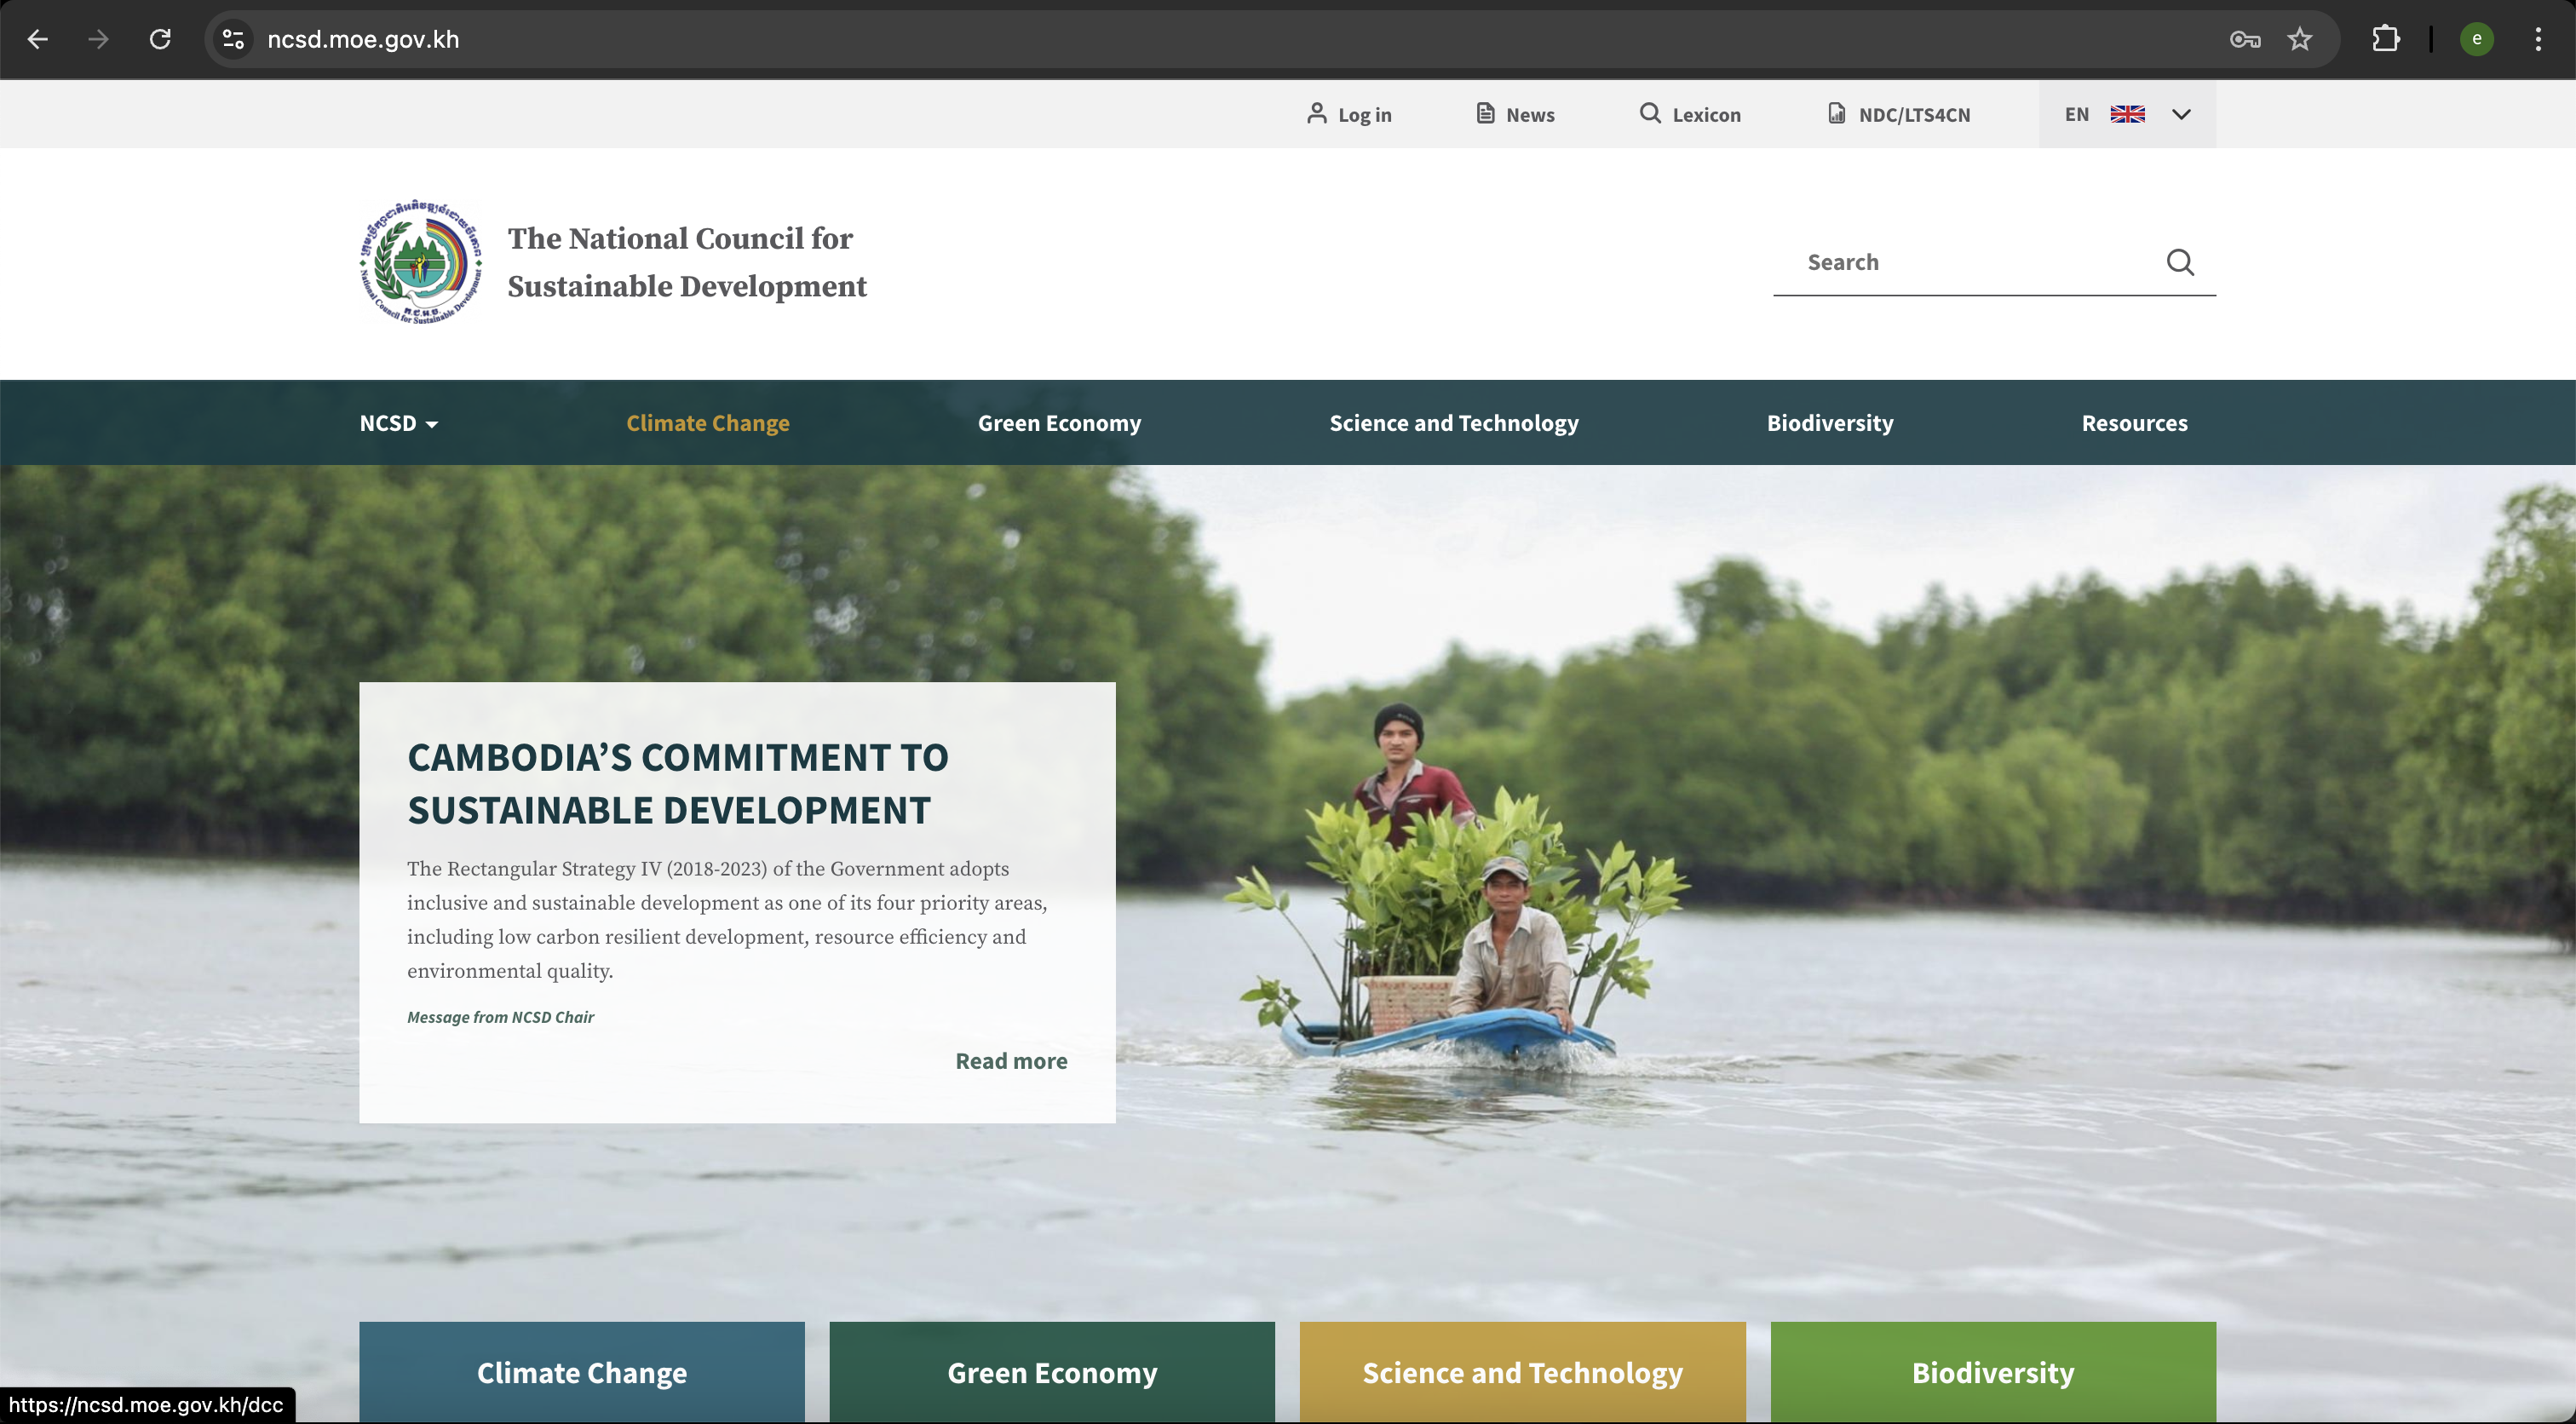 ncsd.moe.gov.kh
e
Log in
News
Lexicon
NDC/LTS4CN
EN
National Council for Sustainable Development
The National Council for
Sustainable Development
Search
NCSD
Climate Change
Green Economy
Science and Technology
Biodiversity
Resources
CAMBODIA’S COMMITMENT TO
SUSTAINABLE DEVELOPMENT
The Rectangular Strategy IV (2018-2023) of the Government adopts
inclusive and sustainable development as one of its four priority areas,
including low carbon resilient development, resource efficiency and
environmental quality.
Message from NCSD Chair
Read more
Climate Change
Green Economy
Science and Technology
Biodiversity
https://ncsd.moe.gov.kh/dcc